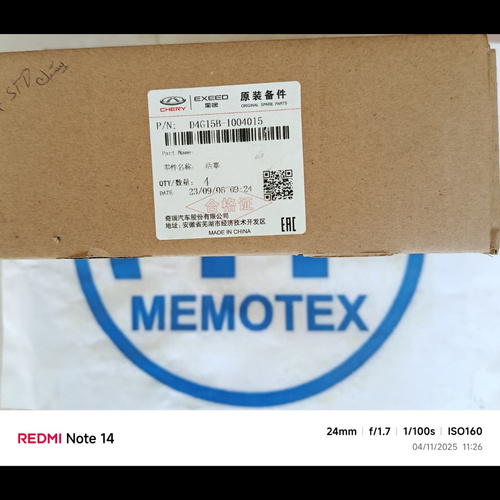 STD
CHERY
EXEED
星途
原装备件
ORIGINAL SPARE PARTS
P/N: D4G15B-1004015
Part Name:
零件名称: 活塞
QTY/数量: 4
DATE 23/09/06 09:24
合格证
奇瑞汽车股份有限公司
地址: 安徽省芜湖市经济技术开发区
MADE IN CHINA
EAC
MEMOTEX
REDMI Note 14
24mm | f/1.7 | 1/100s | ISO160
04/11/2025 11:26